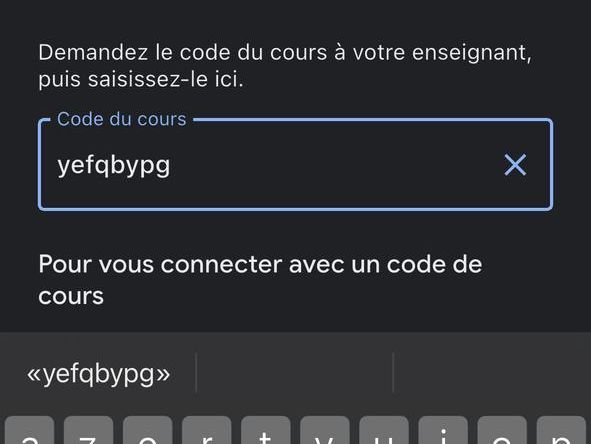 Demandez le code du cours à votre enseignant,
puis saisissez-le ici.
Code du cours
yefqbypg
Pour vous connecter avec un code de
cours
«yefqbypg»
a z e r t y u i o p